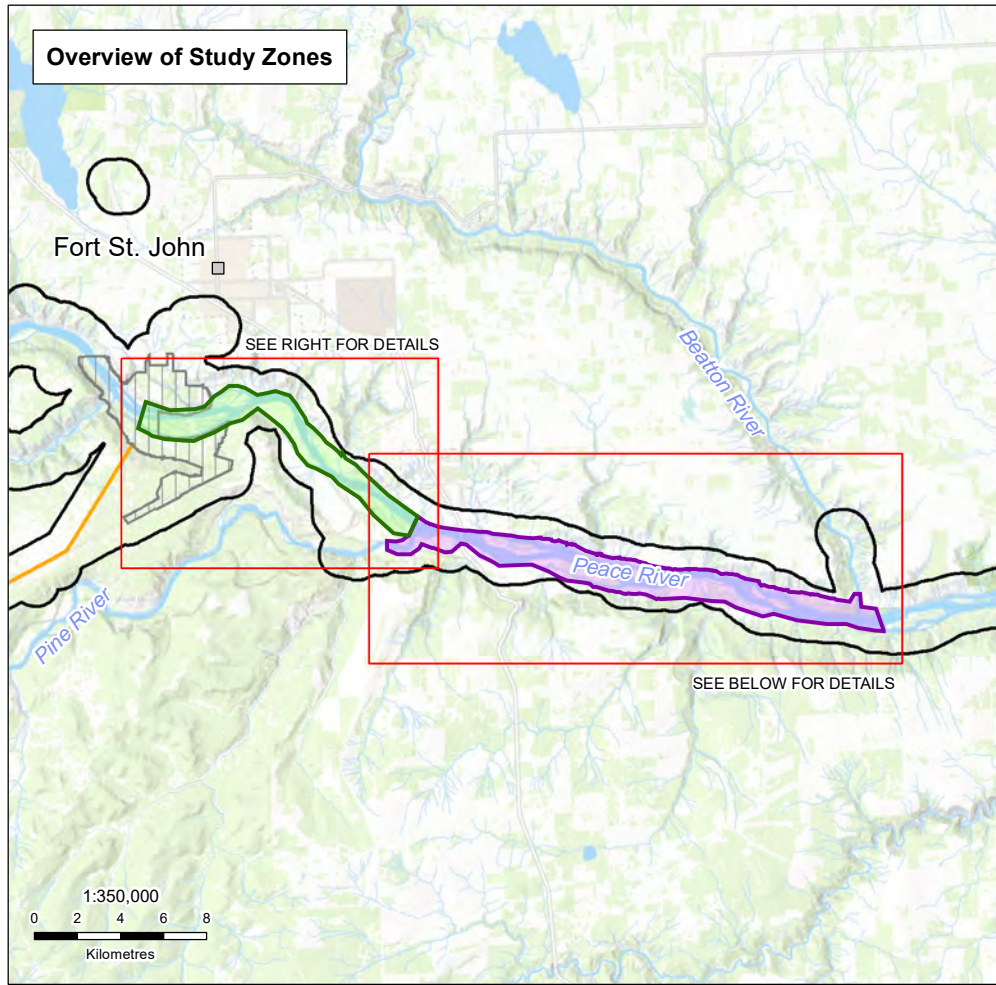 Overview of Study Zones
Fort St. John
SEE RIGHT FOR DETAILS
Beatton River
Peace River
Pine River
SEE BELOW FOR DETAILS
1:350,000
0 2 4 6 8
Kilometres